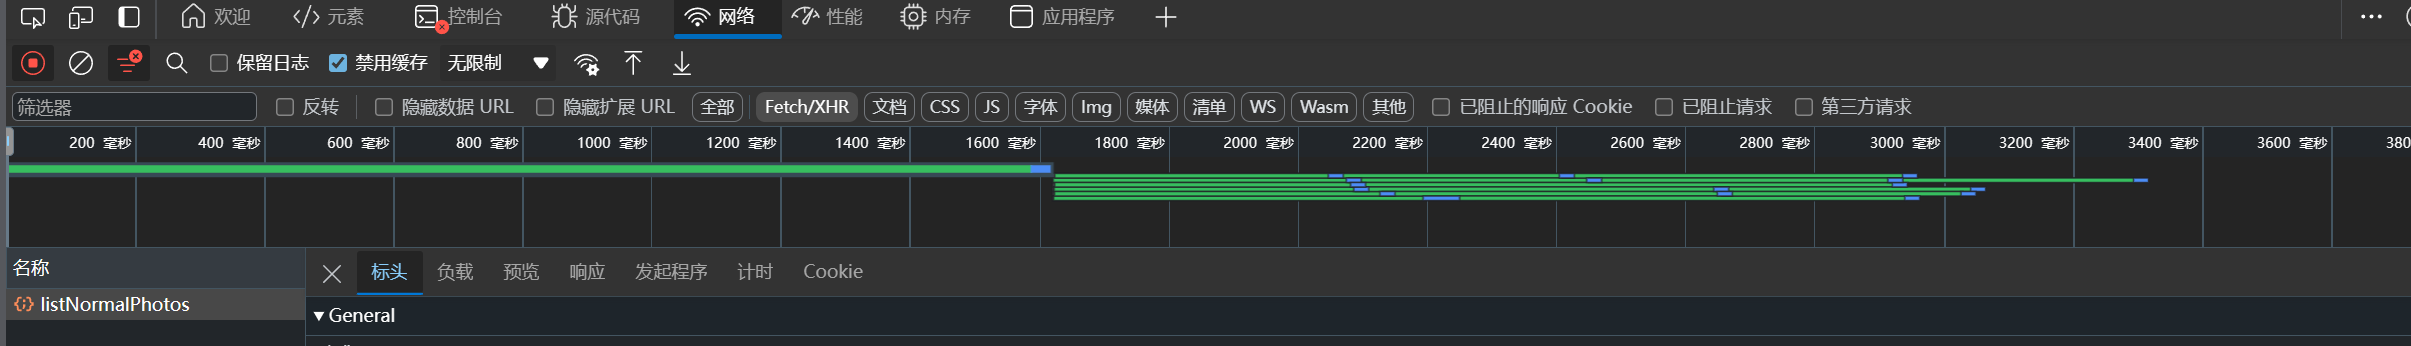 欢迎 元素 控制台 源代码 网络 性能 内存 应用程序
保留日志 禁用缓存 无限制
筛选器 反转 隐藏数据 URL 隐藏扩展 URL 全部 Fetch/XHR 文档 CSS JS 字体 Img 媒体 清单 WS Wasm 其他 已阻止的响应 Cookie 已阻止请求 第三方请求
200 毫秒 400 毫秒 600 毫秒 800 毫秒 1000 毫秒 1200 毫秒 1400 毫秒 1600 毫秒 1800 毫秒 2000 毫秒 2200 毫秒 2400 毫秒 2600 毫秒 2800 毫秒 3000 毫秒 3200 毫秒 3400 毫秒 3600 毫秒
名称 标头 负载 预览 响应 发起程序 计时 Cookie
listNormalPhotos General